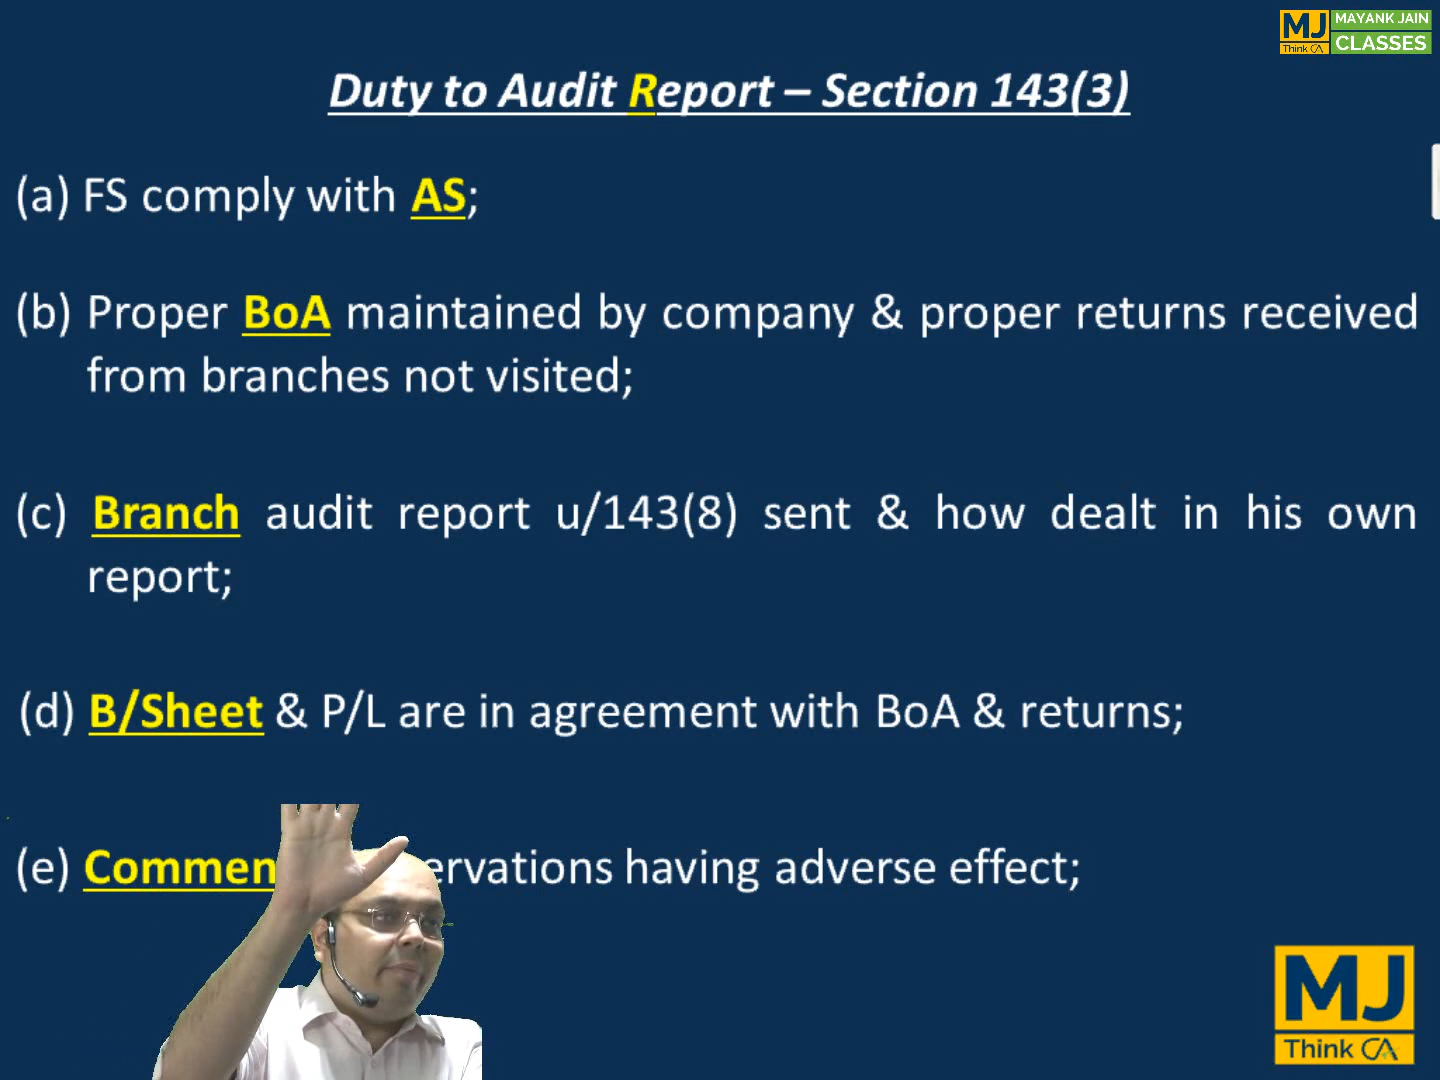 MJ MAYANK JAIN
Think CA CLASSES
Duty to Audit Report – Section 143(3)
(a) FS comply with AS;
(b) Proper BoA maintained by company & proper returns received
from branches not visited;
(c) Branch audit report u/143(8) sent & how dealt in his own
report;
(d) B/Sheet & P/L are in agreement with BoA & returns;
(e) having adverse effect;
MJ
Think CA